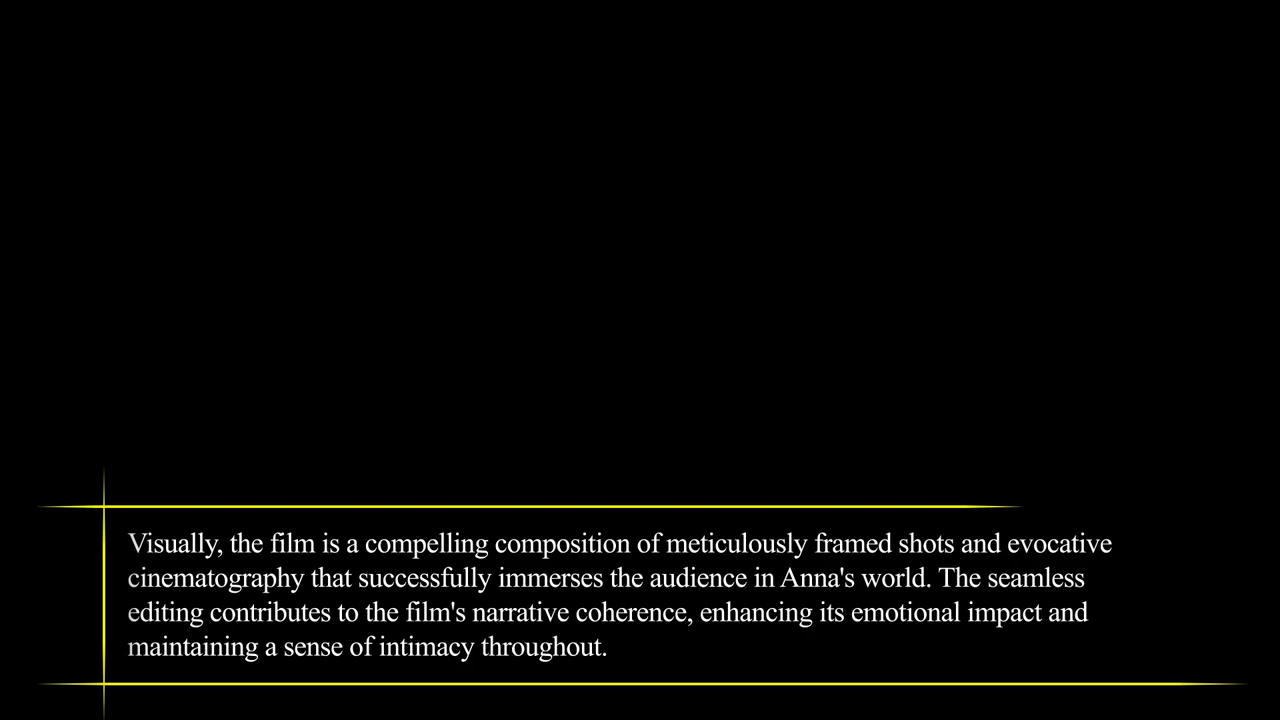 Visually, the film is a compelling composition of meticulously framed shots and evocative
cinematography that successfully immerses the audience in Anna's world. The seamless
editing contributes to the film's narrative coherence, enhancing its emotional impact and
maintaining a sense of intimacy throughout.